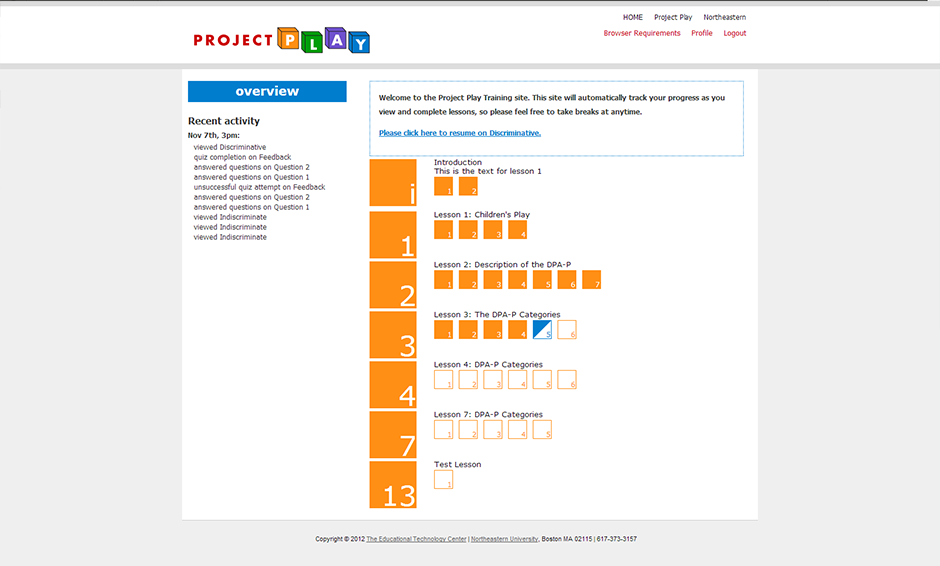 HOME Project Play Northeastern
PROJECT PLAY
Browser Requirements Profile Logout
overview
Recent activity
Nov 7th, 3pm:
viewed Discriminative
quiz completion on Feedback
answered questions on Question 2
answered questions on Question 1
unsuccessful quiz attempt on Feedback
answered questions on Question 2
answered questions on Question 1
viewed Indiscriminate
viewed Indiscriminate
viewed Indiscriminate
Welcome to the Project Play Training site. This site will automatically track your progress as you
view and complete lessons, so please feel free to take breaks at anytime.
Please click here to resume on Discriminative.
i
Introduction
This is the text for lesson 1
1 2
1
Lesson 1: Children's Play
1 2 3 4
2
Lesson 2: Description of the DPA-P
1 2 3 4 5 6 7
3
Lesson 3: The DPA-P Categories
1 2 3 4 5 6
4
Lesson 4: DPA-P Categories
1 2 3 4 5 6
7
Lesson 7: DPA-P Categories
1 2 3 4 5
13
Test Lesson
1
Copyright © 2012 The Educational Technology Center | Northeastern University, Boston MA 02115 | 617-373-3157